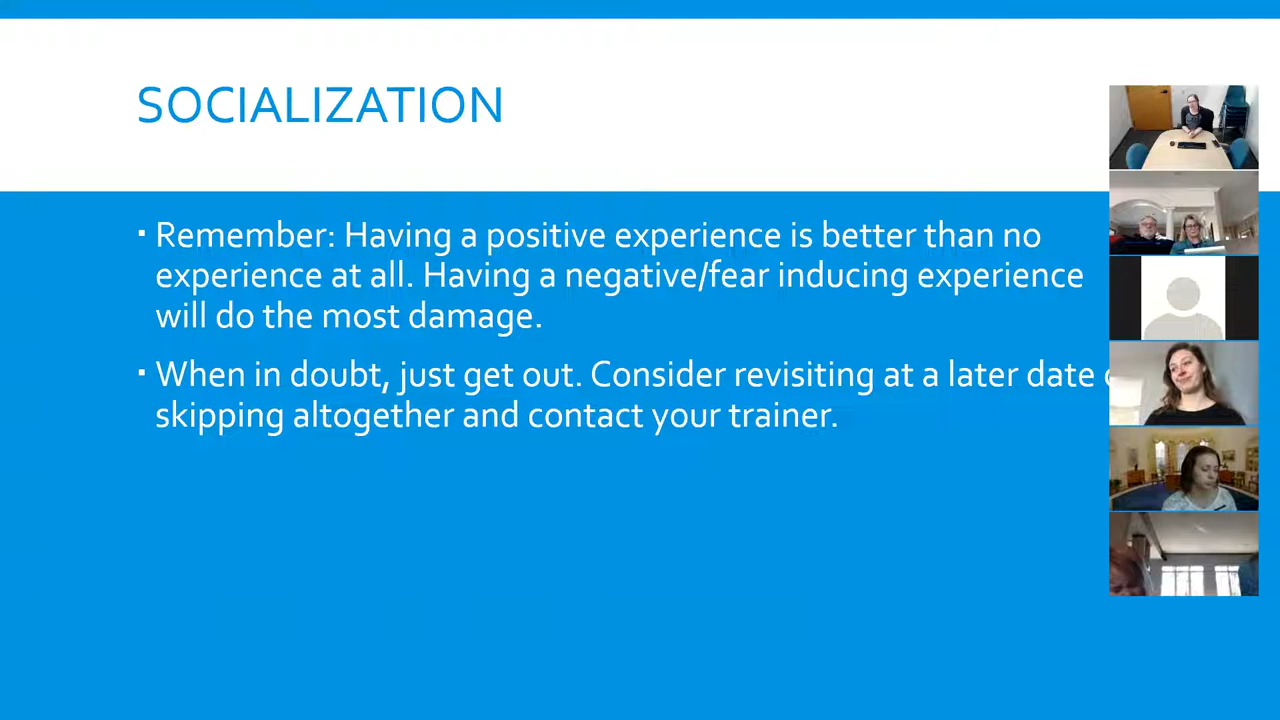 SOCIALIZATION
▪ Remember: Having a positive experience is better than no
experience at all. Having a negative/fear inducing experience
will do the most damage.
▪ When in doubt, just get out. Consider revisiting at a later date
skipping altogether and contact your trainer.